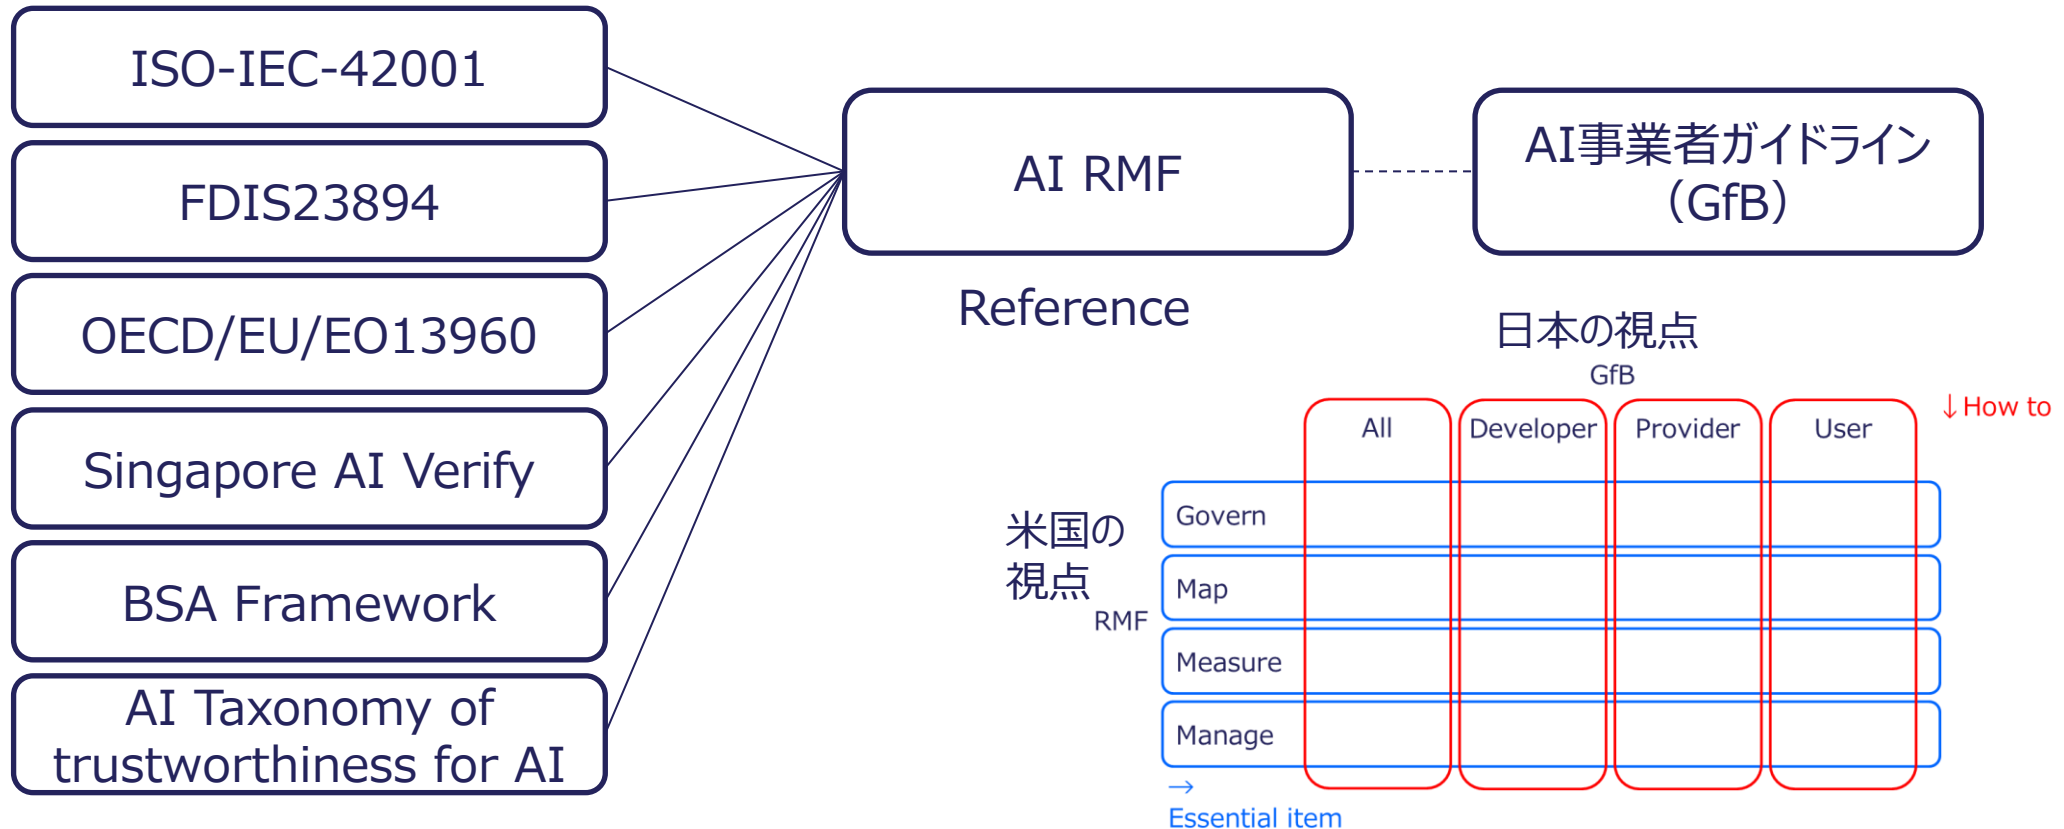 ISO-IEC-42001
FDIS23894
OECD/EU/EO13960
Singapore AI Verify
BSA Framework
AI Taxonomy of
trustworthiness for AI
AI RMF
Reference
AI事業者ガイドライン
（GfB）
日本の視点
GfB
↓How to
All
Developer
Provider
User
米国の
視点
RMF
Govern
Map
Measure
Manage
→
Essential item